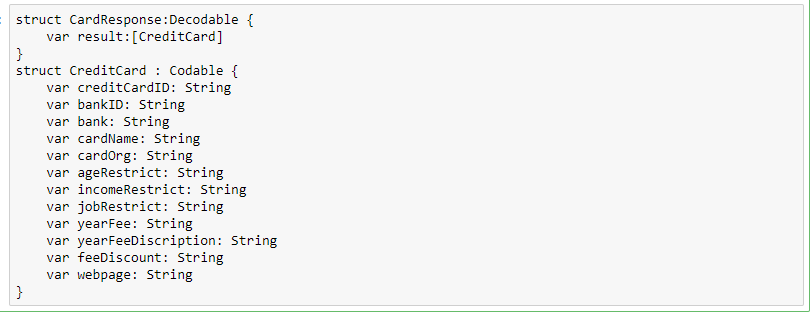 struct CardResponse:Decodable {
    var result:[CreditCard]
}
struct CreditCard : Codable {
    var creditCardID: String
    var bankID: String
    var bank: String
    var cardName: String
    var cardOrg: String
    var ageRestrict: String
    var incomeRestrict: String
    var jobRestrict: String
    var yearFee: String
    var yearFeeDiscription: String
    var feeDiscount: String
    var webpage: String
}